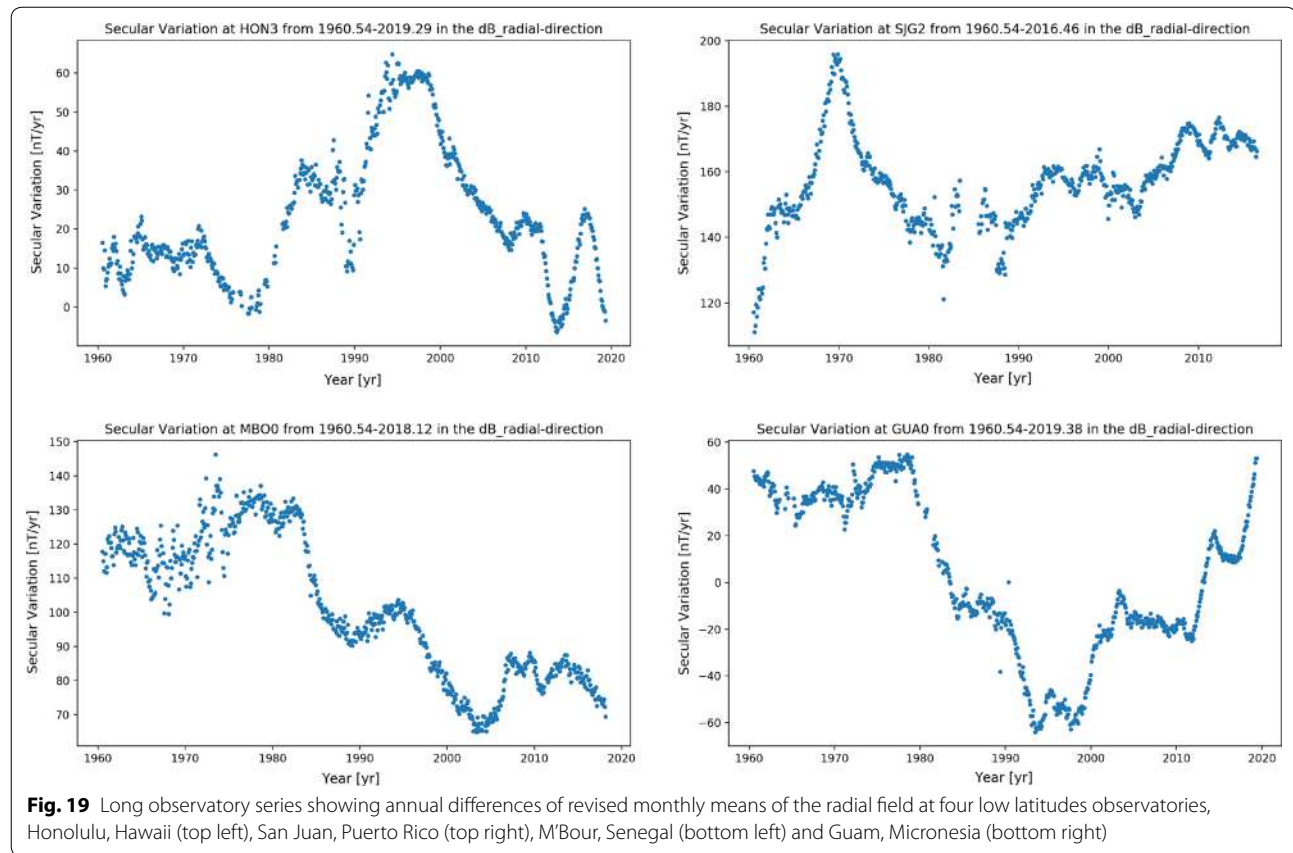 Secular Variation at HON3 from 1960.54-2019.29 in the dB_radial-direction
Secular Variation [nT/yr]
60
50
40
30
20
10
0
1960 1970 1980 1990 2000 2010 2020
Year [yr]
Secular Variation at SJG2 from 1960.54-2016.46 in the dB_radial-direction
Secular Variation [nT/yr]
200
180
160
140
120
1960 1970 1980 1990 2000 2010
Year [yr]
Secular Variation at MBO0 from 1960.54-2018.12 in the dB_radial-direction
Secular Variation [nT/yr]
150
140
130
120
110
100
90
80
70
1960 1970 1980 1990 2000 2010 2020
Year [yr]
Secular Variation at GUA0 from 1960.54-2019.38 in the dB_radial-direction
Secular Variation [nT/yr]
60
40
20
0
−20
−40
−60
1960 1970 1980 1990 2000 2010 2020
Year [yr]
Fig. 19 Long observatory series showing annual differences of revised monthly means of the radial field at four low latitudes observatories,
Honolulu, Hawaii (top left), San Juan, Puerto Rico (top right), M'Bour, Senegal (bottom left) and Guam, Micronesia (bottom right)